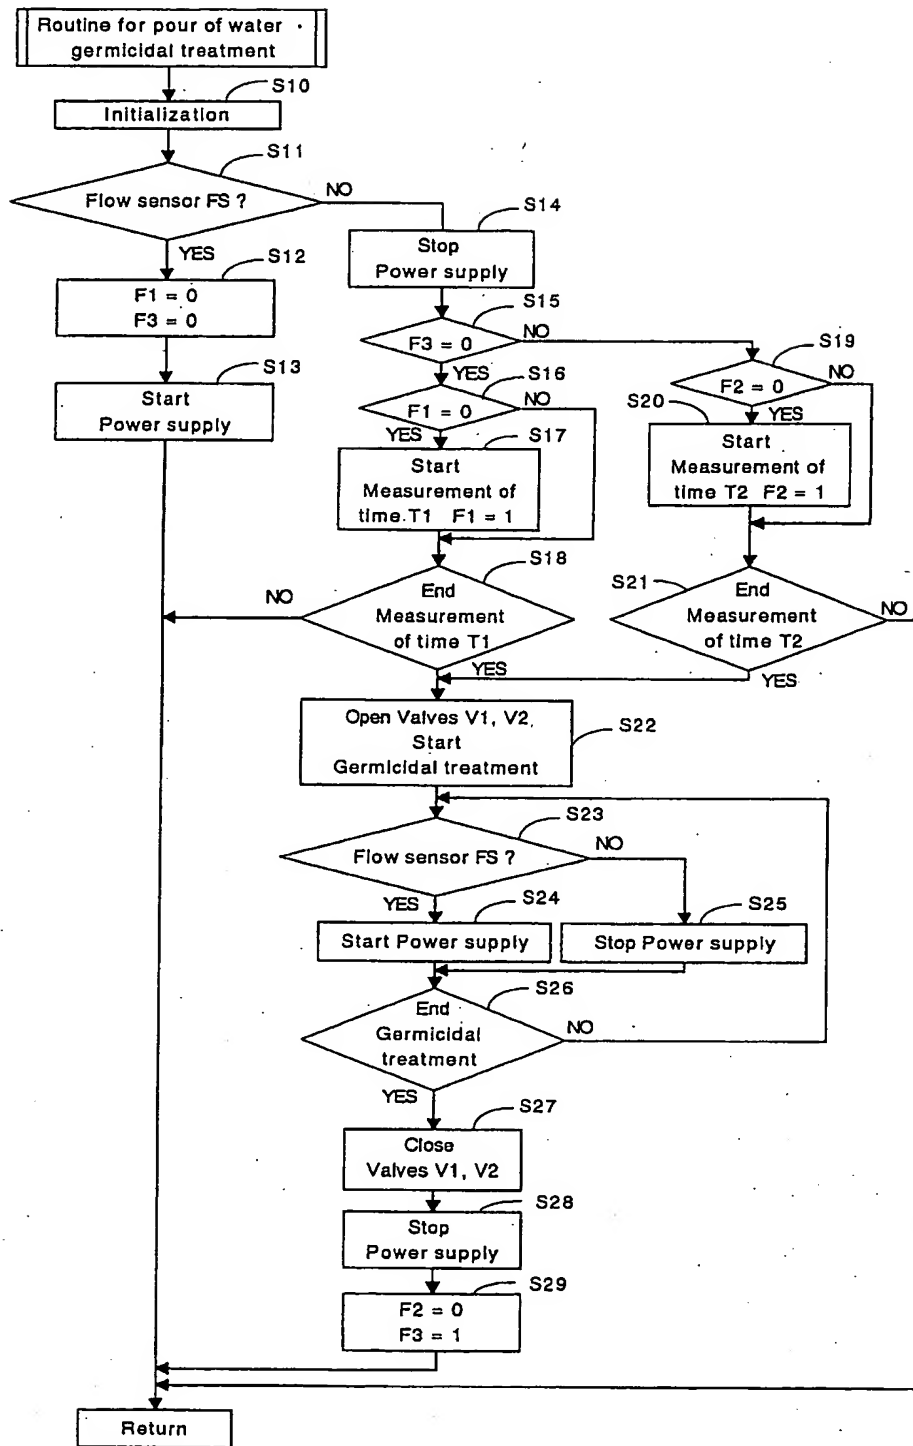 Routine for pour of water
germicidal treatment
S10
Initialization
S11
Flow sensor FS ?
NO
YES
S12
F1 = 0
F3 = 0
S13
Start
Power supply
S14
Stop
Power supply
S15
F3 = 0
NO
YES
S16
F1 = 0
NO
YES
S17
Start
Measurement of
time T1 F1 = 1
S18
End
Measurement
of time T1
NO
YES
S19
F2 = 0
NO
YES
S20
Start
Measurement of
time T2 F2 = 1
S21
End
Measurement
of time T2
NO
YES
S22
Open Valves V1, V2
Start
Germicidal treatment
S23
Flow sensor FS ?
NO
YES
S24
Start Power supply
S25
Stop Power supply
S26
End
Germicidal
treatment
NO
YES
S27
Close
Valves V1, V2
S28
Stop
Power supply
S29
F2 = 0
F3 = 1
Return